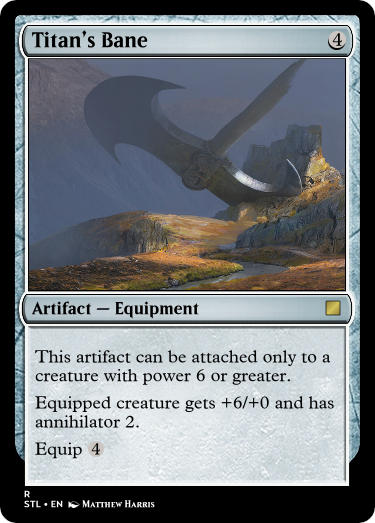 Titan's Bane 4
Artifact — Equipment
This artifact can be attached only to a
creature with power 6 or greater.
Equipped creature gets +6/+0 and has
annihilator 2.
Equip 4
R
STL • EN Matthew Harris